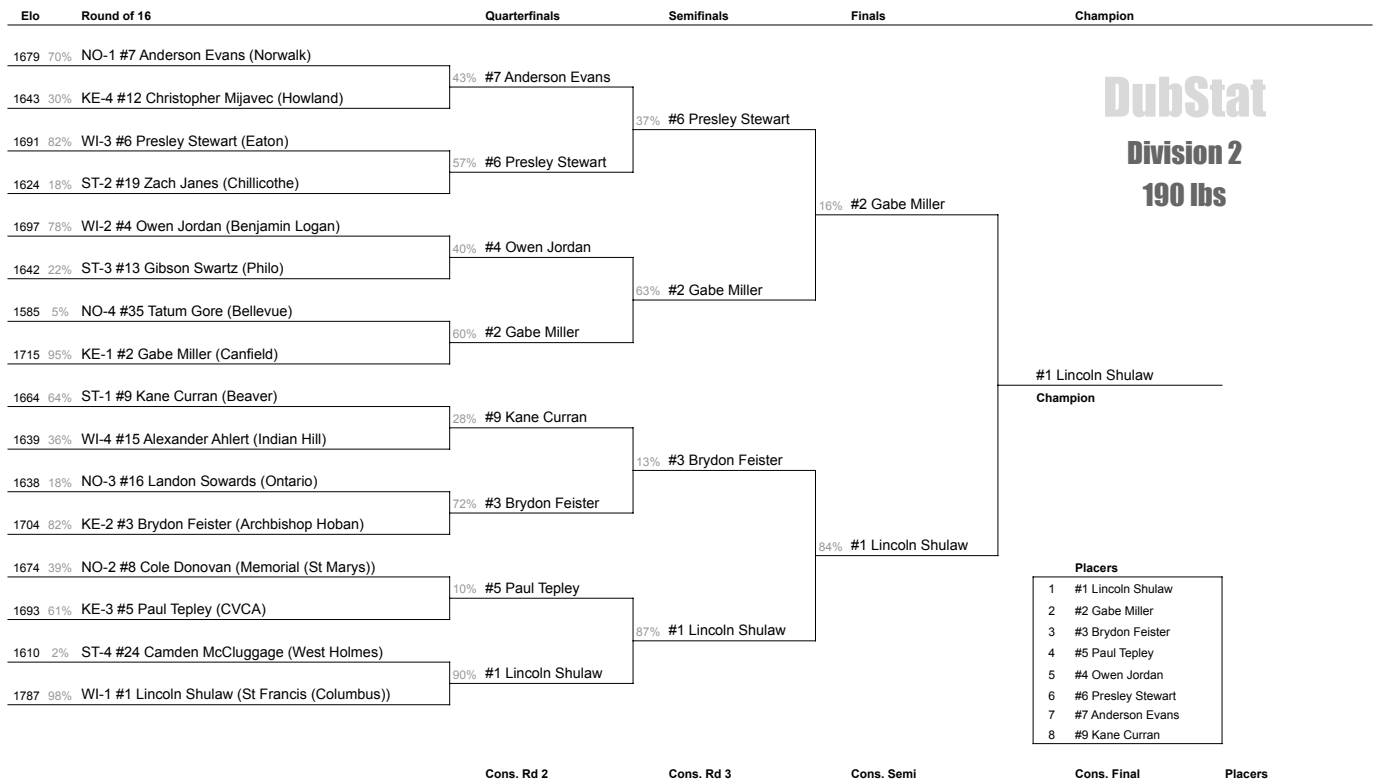 Elo Round of 16 Quarterfinals Semifinals Finals Champion
1679 70% NO-1 #7 Anderson Evans (Norwalk)
43% #7 Anderson Evans
1643 30% KE-4 #12 Christopher Mijavec (Howland)
37% #6 Presley Stewart
1691 82% WI-3 #6 Presley Stewart (Eaton)
57% #6 Presley Stewart
1624 18% ST-2 #19 Zach Janes (Chillicothe)
16% #2 Gabe Miller
1697 78% WI-2 #4 Owen Jordan (Benjamin Logan)
40% #4 Owen Jordan
1642 22% ST-3 #13 Gibson Swartz (Philo)
63% #2 Gabe Miller
1585 5% NO-4 #35 Tatum Gore (Bellevue)
60% #2 Gabe Miller
1715 95% KE-1 #2 Gabe Miller (Canfield)
#1 Lincoln Shulaw
Champion
1664 64% ST-1 #9 Kane Curran (Beaver)
28% #9 Kane Curran
1639 36% WI-4 #15 Alexander Ahlert (Indian Hill)
13% #3 Brydon Feister
1638 18% NO-3 #16 Landon Sowards (Ontario)
72% #3 Brydon Feister
1704 82% KE-2 #3 Brydon Feister (Archbishop Hoban)
84% #1 Lincoln Shulaw
1674 39% NO-2 #8 Cole Donovan (Memorial (St Marys))
10% #5 Paul Tepley
1693 61% KE-3 #5 Paul Tepley (CVCA)
87% #1 Lincoln Shulaw
1610 2% ST-4 #24 Camden McCluggage (West Holmes)
90% #1 Lincoln Shulaw
1787 98% WI-1 #1 Lincoln Shulaw (St Francis (Columbus))
DubStat
Division 2
190 lbs
Placers
1 #1 Lincoln Shulaw
2 #2 Gabe Miller
3 #3 Brydon Feister
4 #5 Paul Tepley
5 #4 Owen Jordan
6 #6 Presley Stewart
7 #7 Anderson Evans
8 #9 Kane Curran
Cons. Rd 2 Cons. Rd 3 Cons. Semi Cons. Final Placers